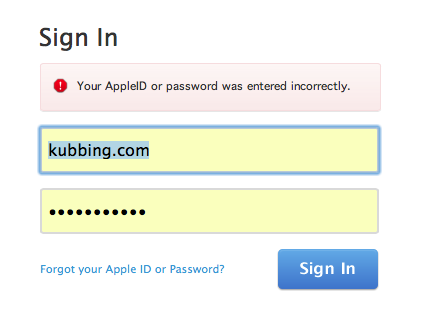 Sign In
Your AppleID or password was entered incorrectly.
kubbing.com
•••••••••••
Forgot your Apple ID or Password?
Sign In